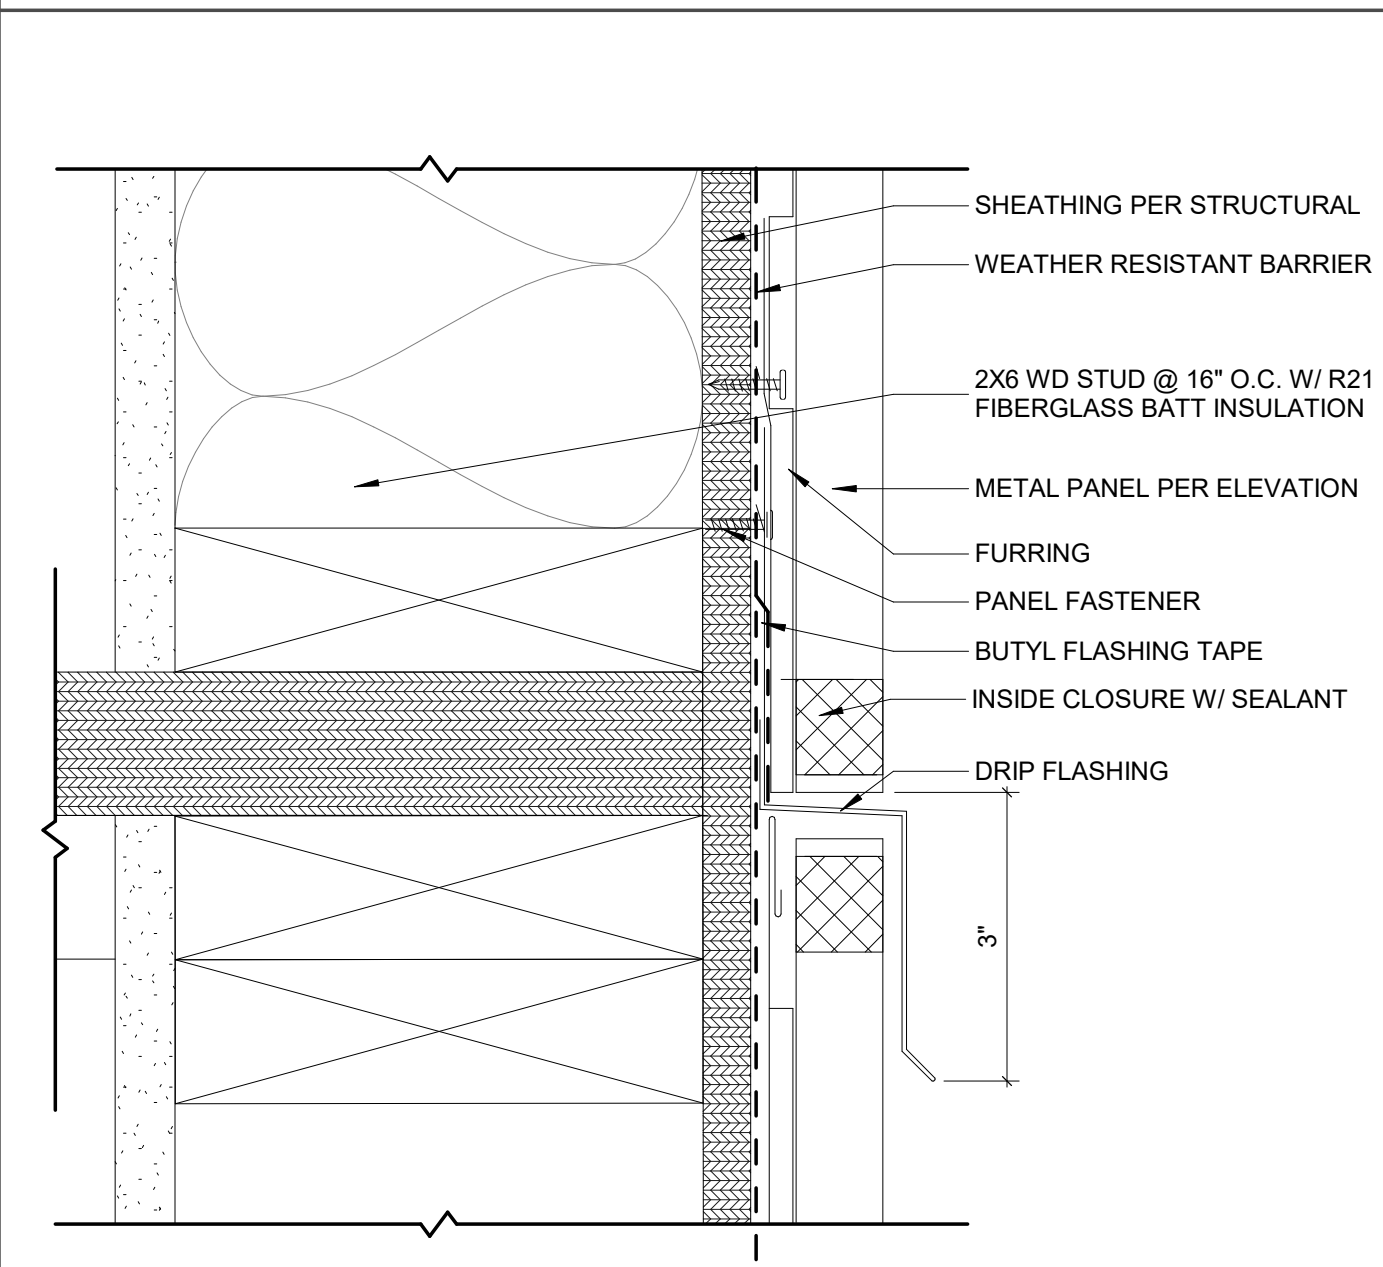 SHEATHING PER STRUCTURAL
WEATHER RESISTANT BARRIER
2X6 WD STUD @ 16" O.C. W/ R21
FIBERGLASS BATT INSULATION
METAL PANEL PER ELEVATION
FURRING
PANEL FASTENER
BUTYL FLASHING TAPE
INSIDE CLOSURE W/ SEALANT
DRIP FLASHING
3"